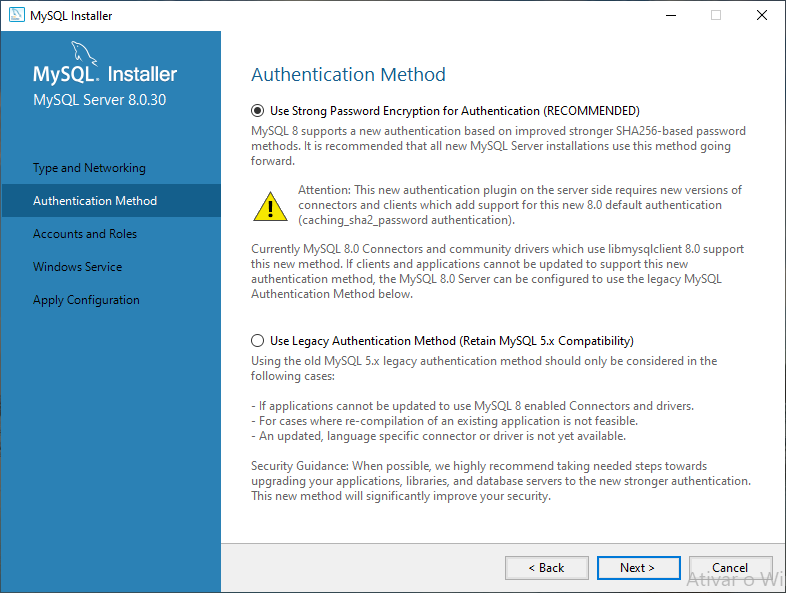 MySQL Installer
MySQL. Installer
MySQL Server 8.0.30
Type and Networking
Authentication Method
Accounts and Roles
Windows Service
Apply Configuration
Authentication Method
Use Strong Password Encryption for Authentication (RECOMMENDED)
MySQL 8 supports a new authentication based on improved stronger SHA256-based password
methods. It is recommended that all new MySQL Server installations use this method going
forward.
Attention: This new authentication plugin on the server side requires new versions of
connectors and clients which add support for this new 8.0 default authentication
(caching_sha2_password authentication).
Currently MySQL 8.0 Connectors and community drivers which use libmysqlclient 8.0 support
this new method. If clients and applications cannot be updated to support this new
authentication method, the MySQL 8.0 Server can be configured to use the legacy MySQL
Authentication Method below.
Use Legacy Authentication Method (Retain MySQL 5.x Compatibility)
Using the old MySQL 5.x legacy authentication method should only be considered in the
following cases:
- If applications cannot be updated to use MySQL 8 enabled Connectors and drivers.
- For cases where re-compilation of an existing application is not feasible.
- An updated, language specific connector or driver is not yet available.
Security Guidance: When possible, we highly recommend taking needed steps towards
upgrading your applications, libraries, and database servers to the new stronger authentication.
This new method will significantly improve your security.
< Back
Next >
Cancel
Ativar o Wi